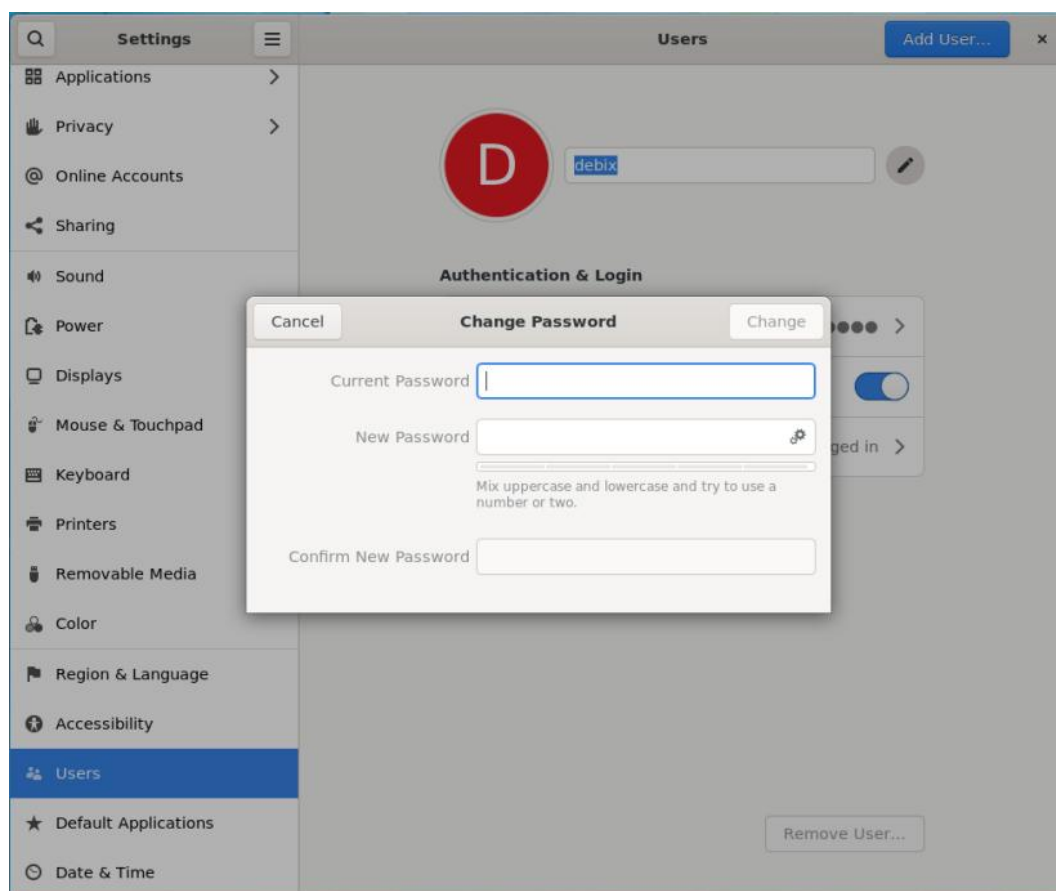 Settings
Users
Add User...
Applications
Privacy
Online Accounts
Sharing
Sound
Power
Displays
Mouse & Touchpad
Keyboard
Printers
Removable Media
Color
Region & Language
Accessibility
Users
Default Applications
Date & Time
D
debix
Authentication & Login
ged in
Cancel
Change Password
Change
Current Password
New Password
Mix uppercase and lowercase and try to use a
number or two.
Confirm New Password
Remove User...